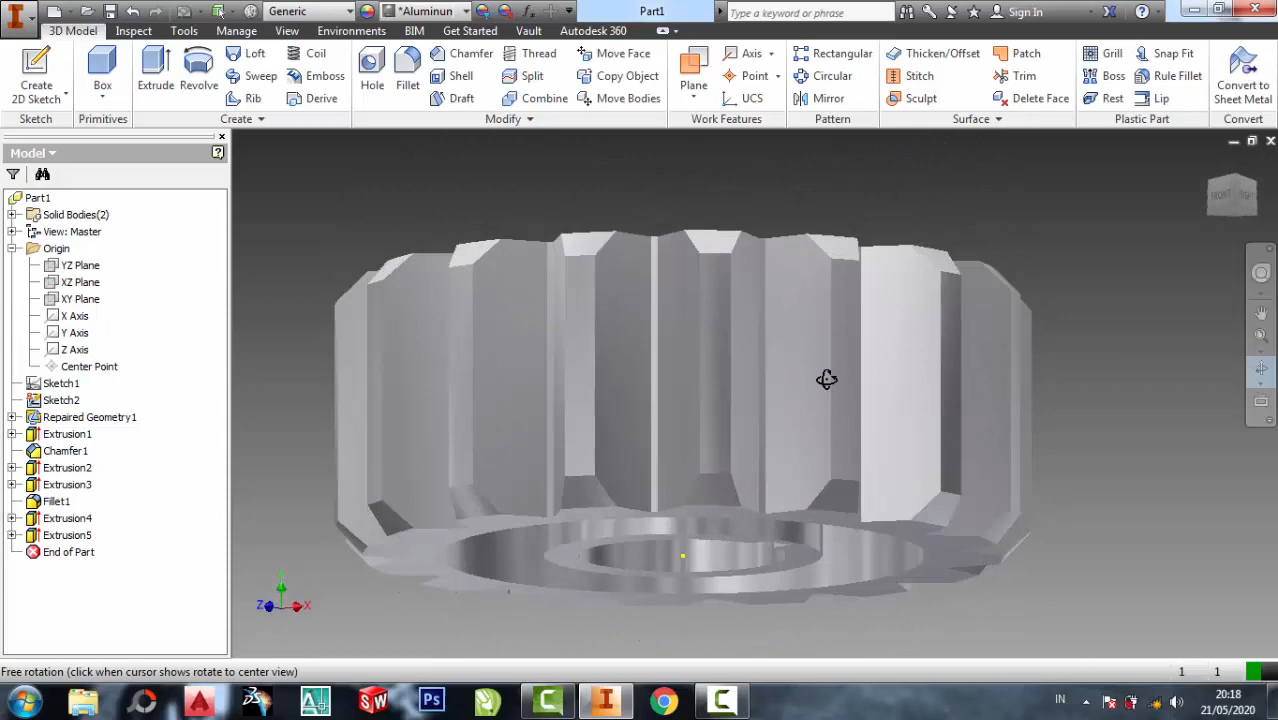 Generic
*Aluminun
Part1
Type a keyword or phrase
Sign In
3D Model Inspect Tools Manage View Environments BIM Get Started Vault Autodesk 360
Create 2D Sketch
Sketch
Box
Primitives
Extrude Revolve
Loft Coil
Sweep Emboss
Rib Derive
Create
Hole Fillet
Chamfer Thread Move Face
Shell Split Copy Object
Draft Combine Move Bodies
Modify
Plane
Axis
Point
UCS
Work Features
Rectangular
Circular
Mirror
Pattern
Thicken/Offset Patch
Stitch Trim
Sculpt Delete Face
Surface
Grill Snap Fit
Boss Rule Fillet
Rest Lip
Plastic Part
Convert to Sheet Metal
Convert
Model
Part1
Solid Bodies(2)
View: Master
Origin
YZ Plane
XZ Plane
XY Plane
X Axis
Y Axis
Z Axis
Center Point
Sketch1
Sketch2
Repaired Geometry1
Extrusion1
Chamfer1
Extrusion2
Extrusion3
Fillet1
Extrusion4
Extrusion5
End of Part
FRONT
Z X
Free rotation (click when cursor shows rotate to center view)
1 1
SW
Ps
IN
20:18
21/05/2020